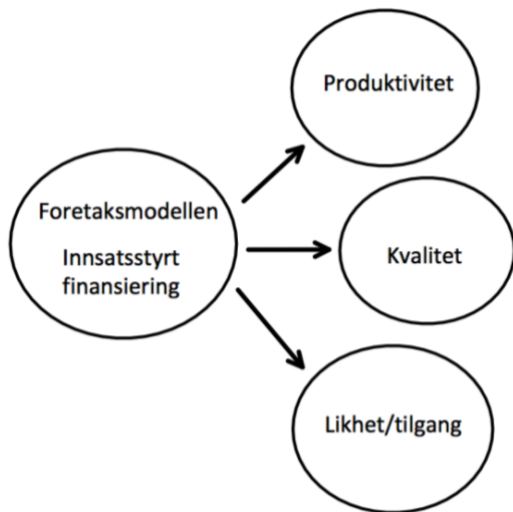 Produktivitet
Foretaksmodellen
Innsatsstyrt
finansiering
Kvalitet
Likhet/tilgang